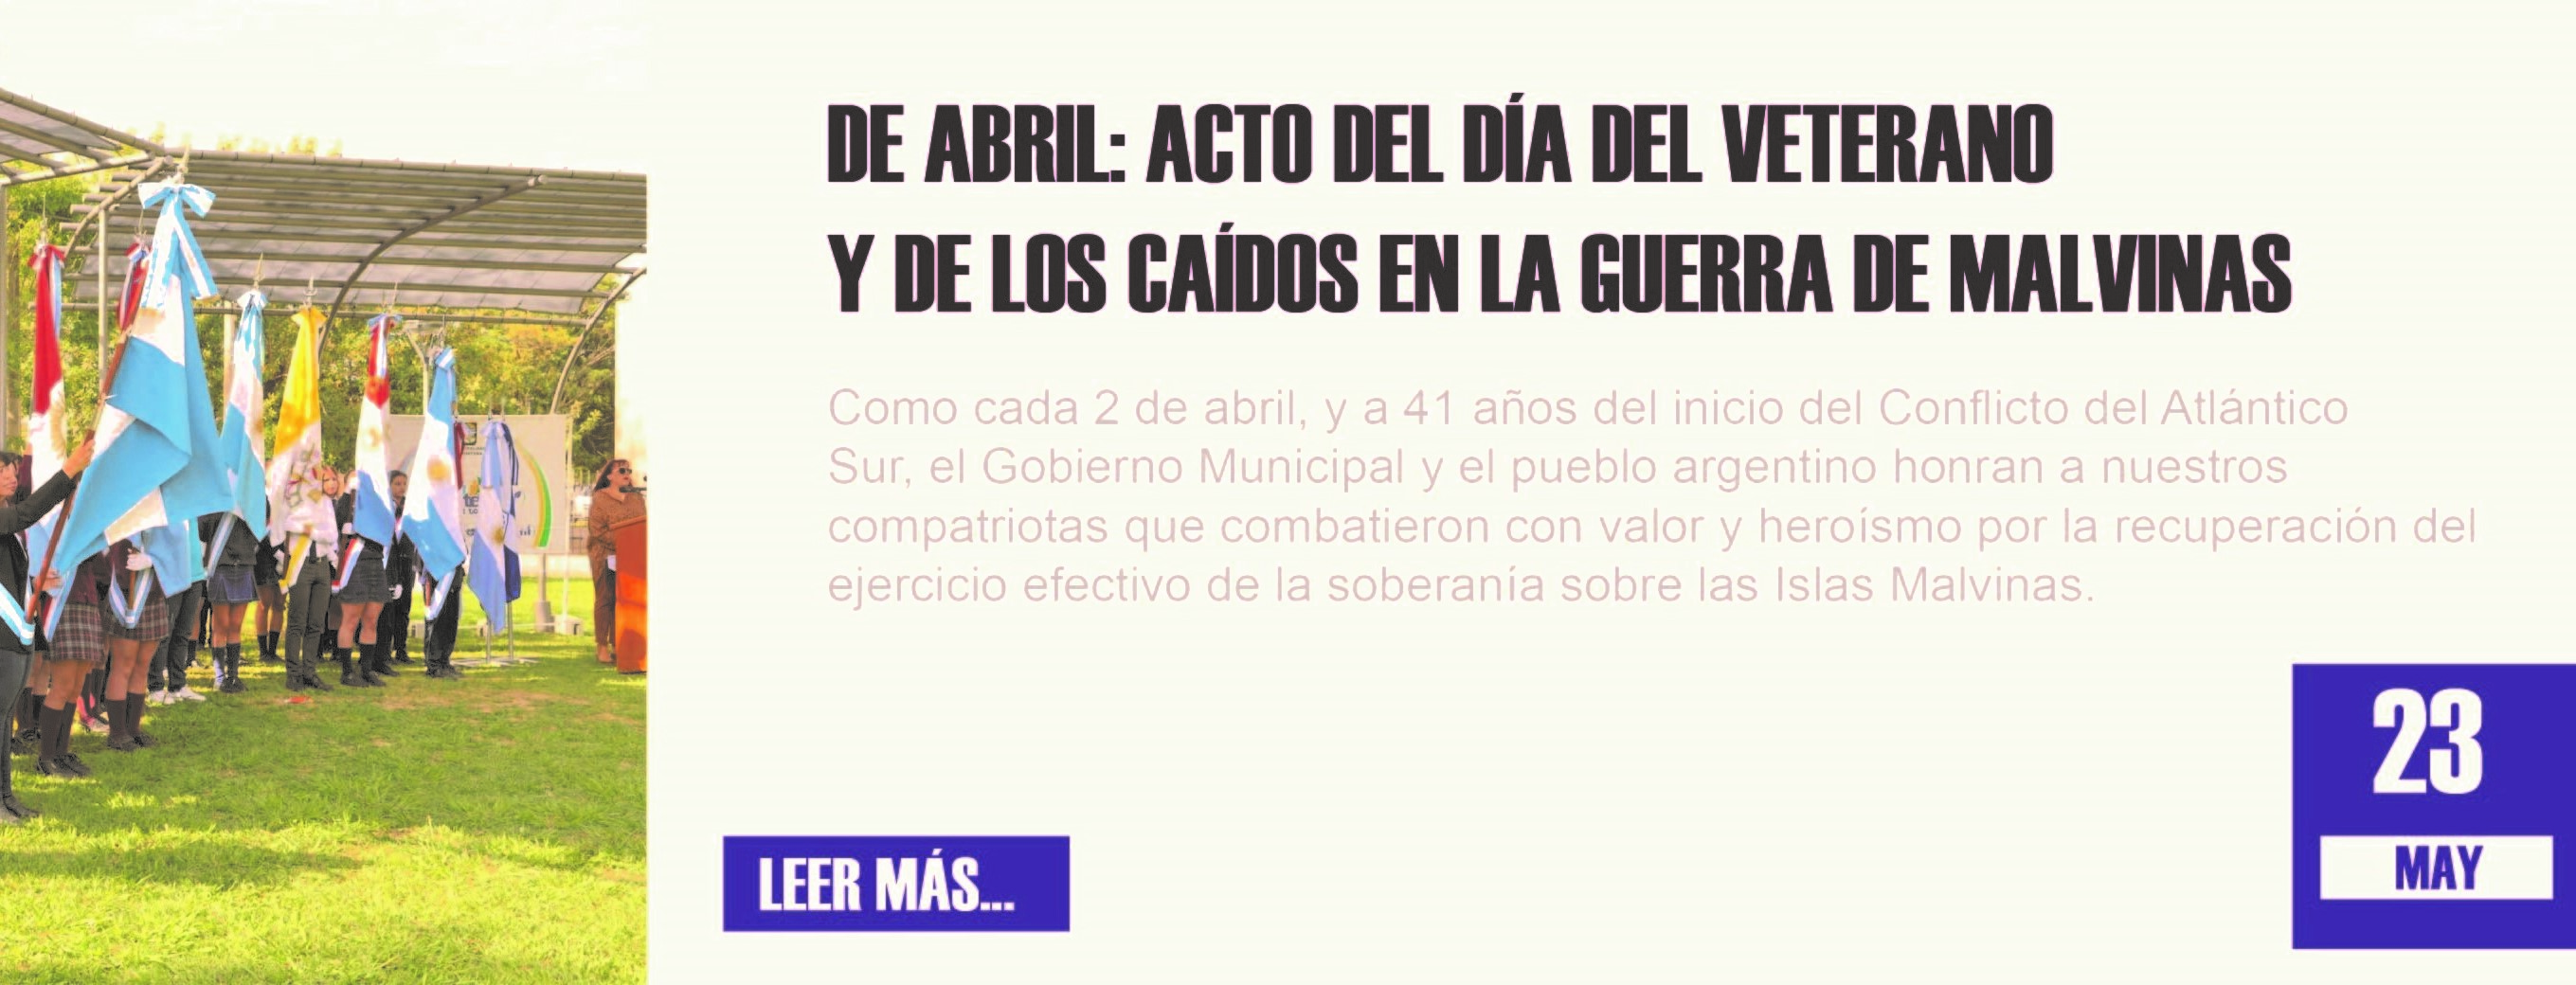 DE ABRIL: ACTO DEL DÍA DEL VETERANO
Y DE LOS CAÍDOS EN LA GUERRA DE MALVINAS
Como cada 2 de abril, y a 41 años del inicio del Conflicto del Atlántico
Sur, el Gobierno Municipal y el pueblo argentino honran a nuestros
compatriotas que combatieron con valor y heroísmo por la recuperación del
ejercicio efectivo de la soberanía sobre las Islas Malvinas.
23
MAY
LEER MÁS...